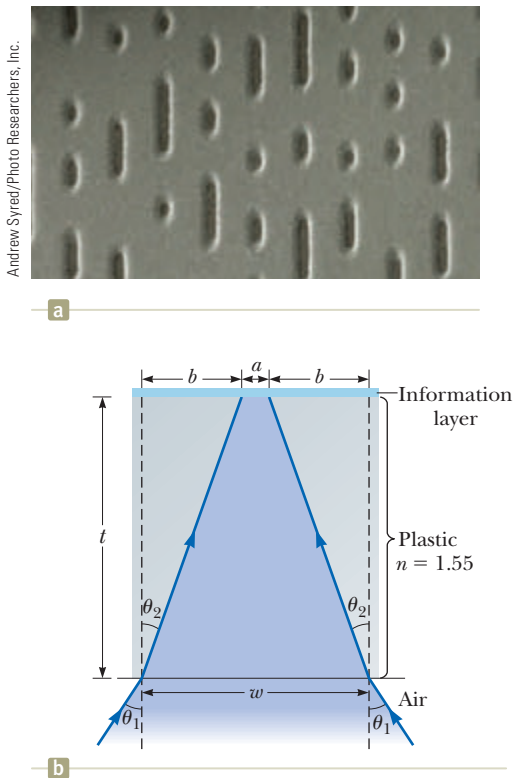 Andrew Syred/Photo Researchers, Inc.
a
b a b
Information
layer
t
Plastic
n = 1.55
θ2 θ2
w
Air
θ1 θ1
b